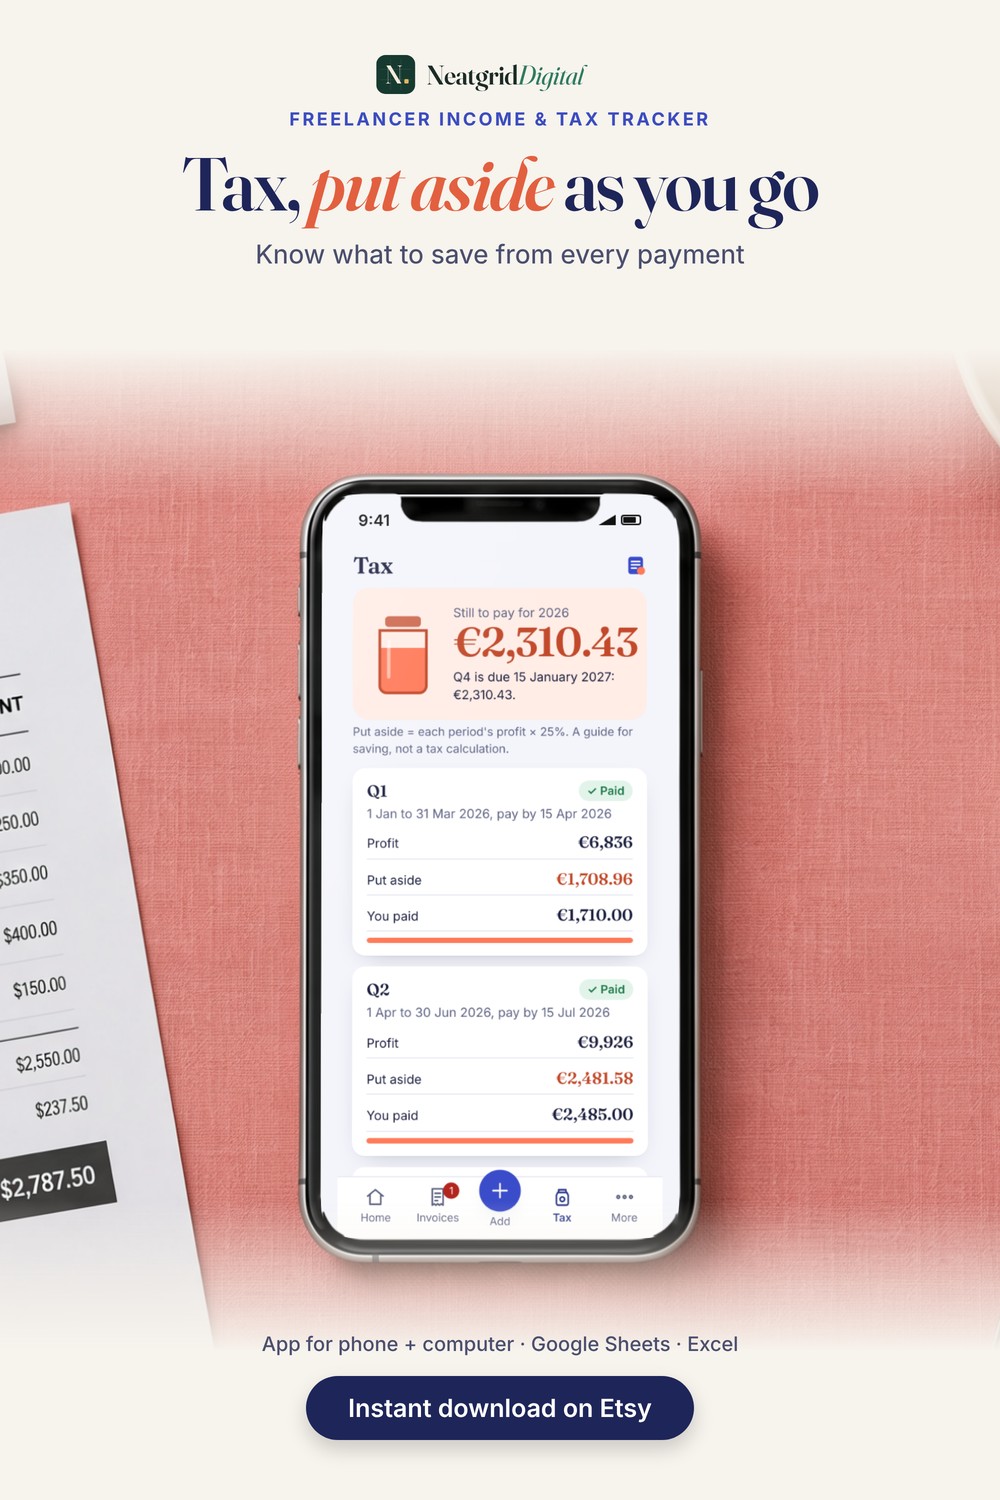 N. NeatgridDigital
FREELANCER INCOME & TAX TRACKER
Tax, put aside as you go
Know what to save from every payment
NT
00.00
250.00
$350.00
$400.00
$150.00
$2,550.00
$237.50
$2,787.50
9:41
Tax
Still to pay for 2026
€2,310.43
Q4 is due 15 January 2027:
€2,310.43.
Put aside = each period's profit × 25%. A guide for
saving, not a tax calculation.
Q1
✓ Paid
1 Jan to 31 Mar 2026, pay by 15 Apr 2026
Profit €6,836
Put aside €1,708.96
You paid €1,710.00
Q2
✓ Paid
1 Apr to 30 Jun 2026, pay by 15 Jul 2026
Profit €9,926
Put aside €2,481.58
You paid €2,485.00
1
Home Invoices Add Tax More
App for phone + computer · Google Sheets · Excel
Instant download on Etsy